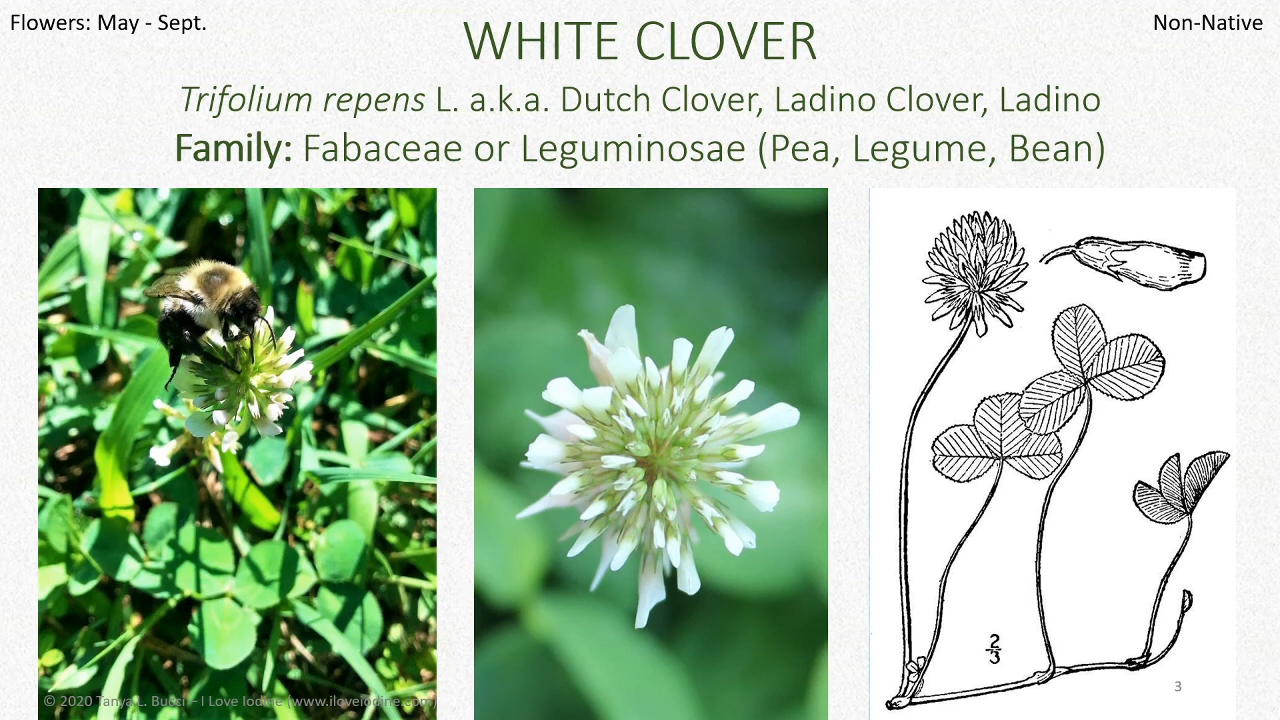 Flowers: May - Sept.
Non-Native
WHITE CLOVER
Trifolium repens L. a.k.a. Dutch Clover, Ladino Clover, Ladino
Family: Fabaceae or Leguminosae (Pea, Legume, Bean)
2/3
3
© 2020 Tanya L. Bucci – I Love Iodine (www.iloveiodine.com)